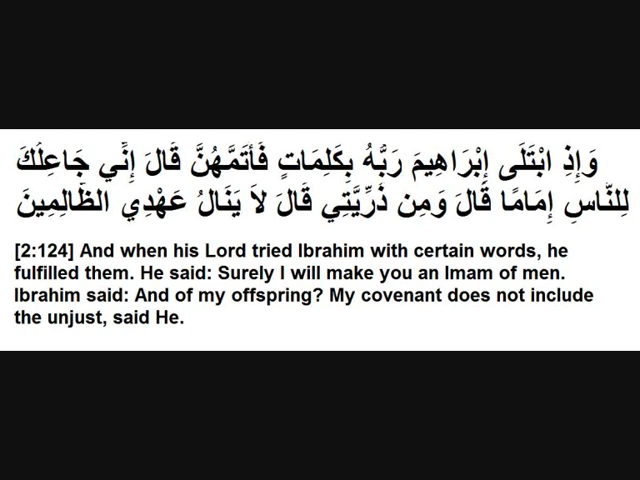 وَإِذِ ابْتَلَى إِبْرَاهِيمَ رَبُّهُ بِكَلِمَاتٍ فَأَتَمَّهُنَّ قَالَ إِنِّي جَاعِلُكَ
لِلنَّاسِ إِمَامًا قَالَ وَمِن ذُرِّيَّتِي قَالَ لاَ يَنَالُ عَهْدِي الظَّالِمِينَ
[2:124] And when his Lord tried Ibrahim with certain words, he
fulfilled them. He said: Surely I will make you an Imam of men.
Ibrahim said: And of my offspring? My covenant does not include
the unjust, said He.